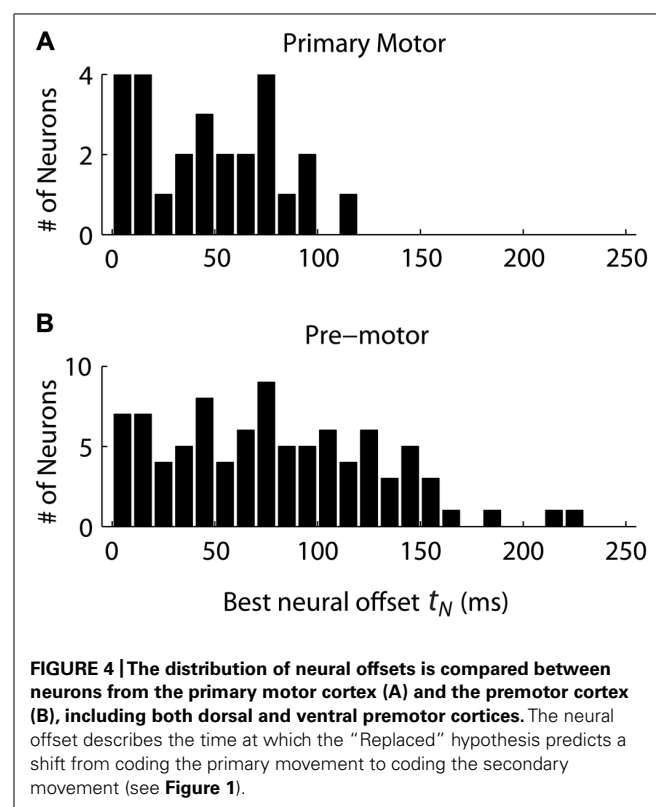 A
Primary Motor
# of Neurons
4
2
0
0 50 100 150 200 250
B
Pre−motor
# of Neurons
10
5
0
0 50 100 150 200 250
Best neural offset tN (ms)
FIGURE 4 | The distribution of neural offsets is compared between
neurons from the primary motor cortex (A) and the premotor cortex
(B), including both dorsal and ventral premotor cortices. The neural
offset describes the time at which the “Replaced” hypothesis predicts a
shift from coding the primary movement to coding the secondary
movement (see Figure 1).